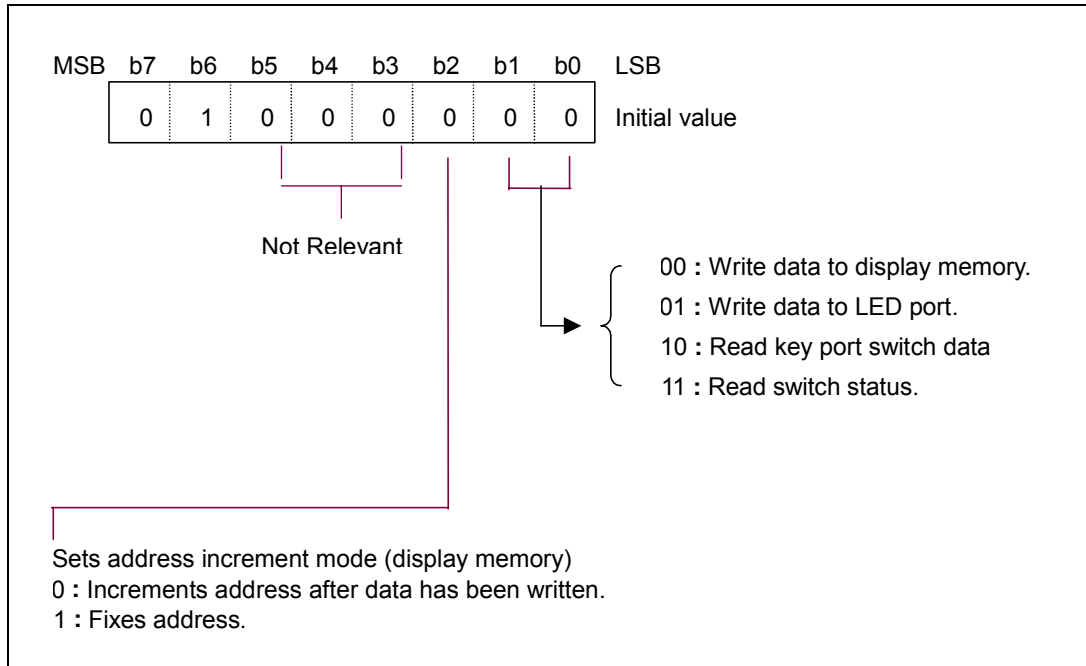 MSB b7 b6 b5 b4 b3 b2 b1 b0 LSB
0 1 0 0 0 0 0 0 Initial value
Not Relevant
00 : Write data to display memory.
01 : Write data to LED port.
10 : Read key port switch data
11 : Read switch status.
Sets address increment mode (display memory)
0 : Increments address after data has been written.
1 : Fixes address.